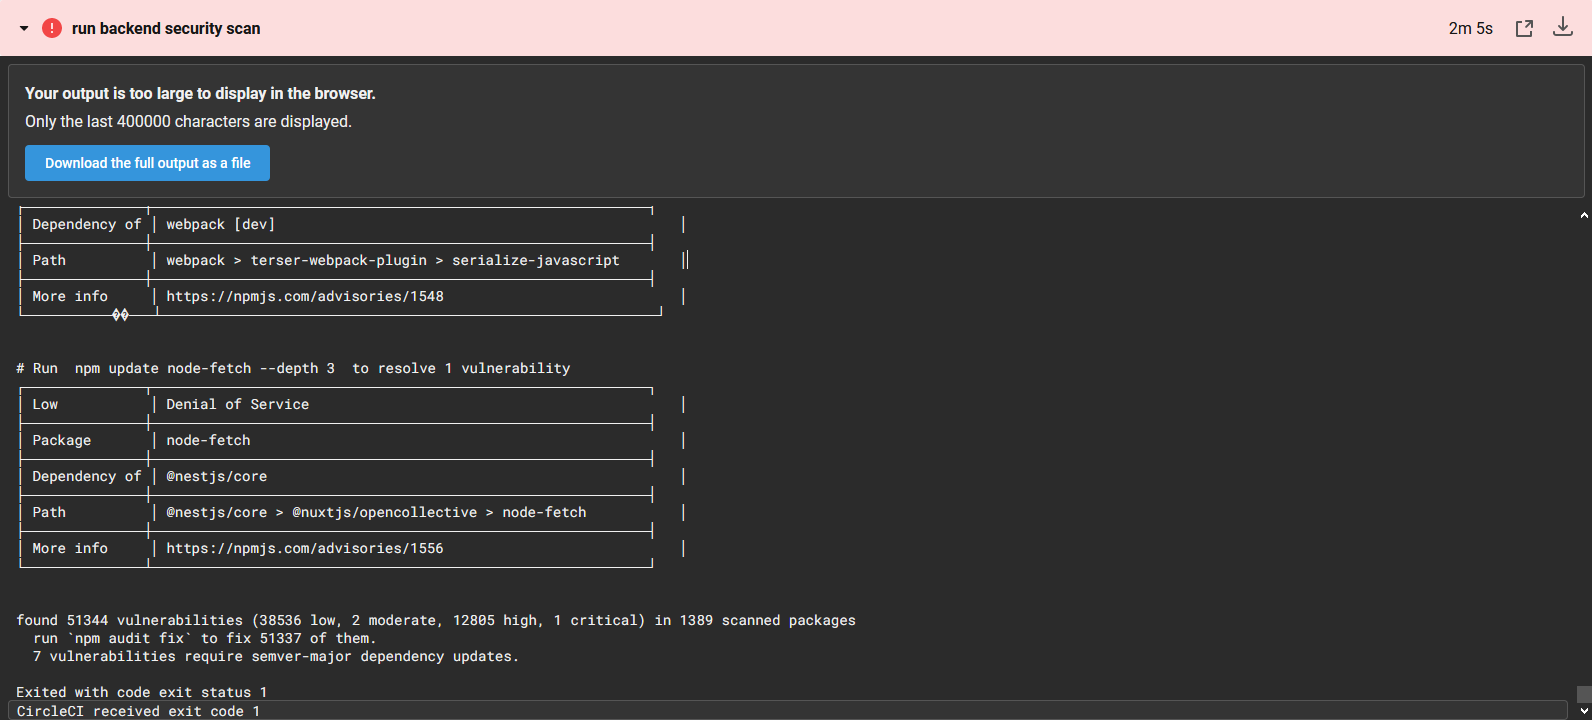 run backend security scan 2m 5s
Your output is too large to display in the browser.
Only the last 400000 characters are displayed.
Download the full output as a file
Dependency of webpack [dev]
Path webpack > terser-webpack-plugin > serialize-javascript
More info https://npmjs.com/advisories/1548
# Run npm update node-fetch --depth 3 to resolve 1 vulnerability
Low Denial of Service
Package node-fetch
Dependency of @nestjs/core
Path @nestjs/core > @nuxtjs/opencollective > node-fetch
More info https://npmjs.com/advisories/1556
found 51344 vulnerabilities (38536 low, 2 moderate, 12805 high, 1 critical) in 1389 scanned packages
run `npm audit fix` to fix 51337 of them.
7 vulnerabilities require semver-major dependency updates.
Exited with code exit status 1
CircleCI received exit code 1